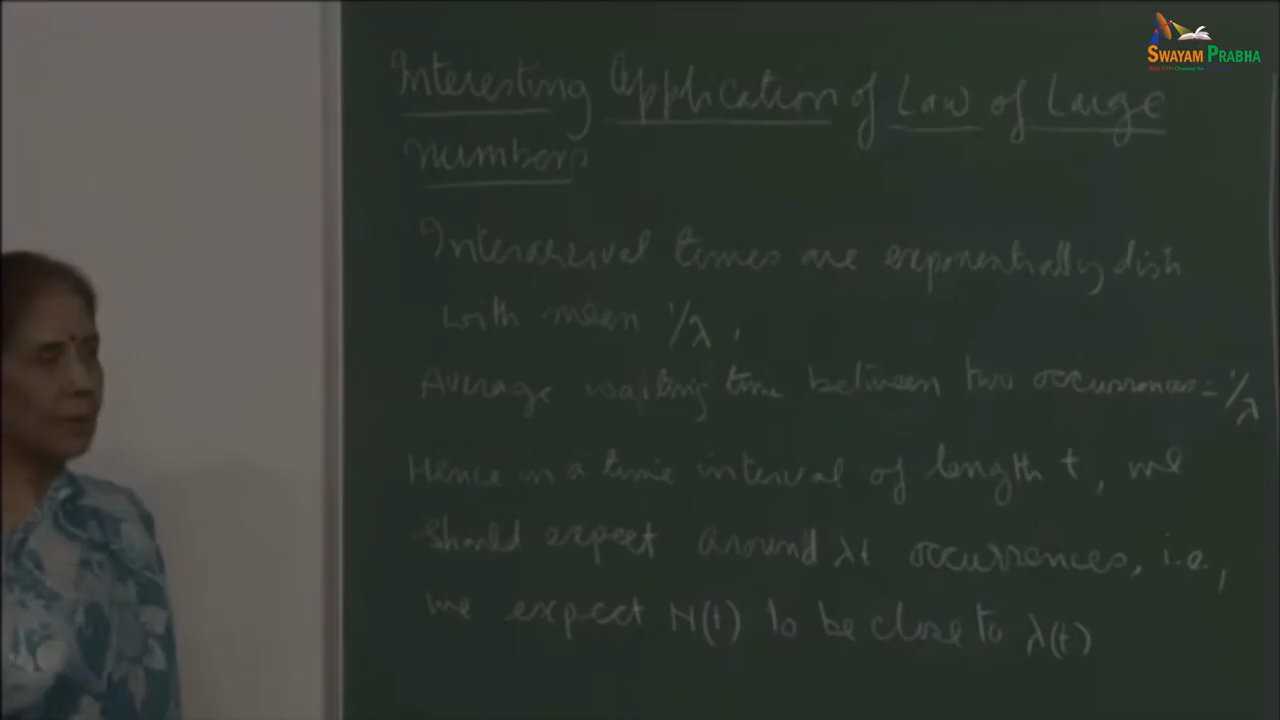 SWAYAM PRABHA
Interesting Application of Law of Large
numbers
Interarrival times are exponentially dist.
with mean 1/λ.
Average waiting time between two occurrences = 1/λ
Hence in a time interval of length t, we
should expect around λt occurrences, i.e.,
we expect N(t) to be close to λ(t)